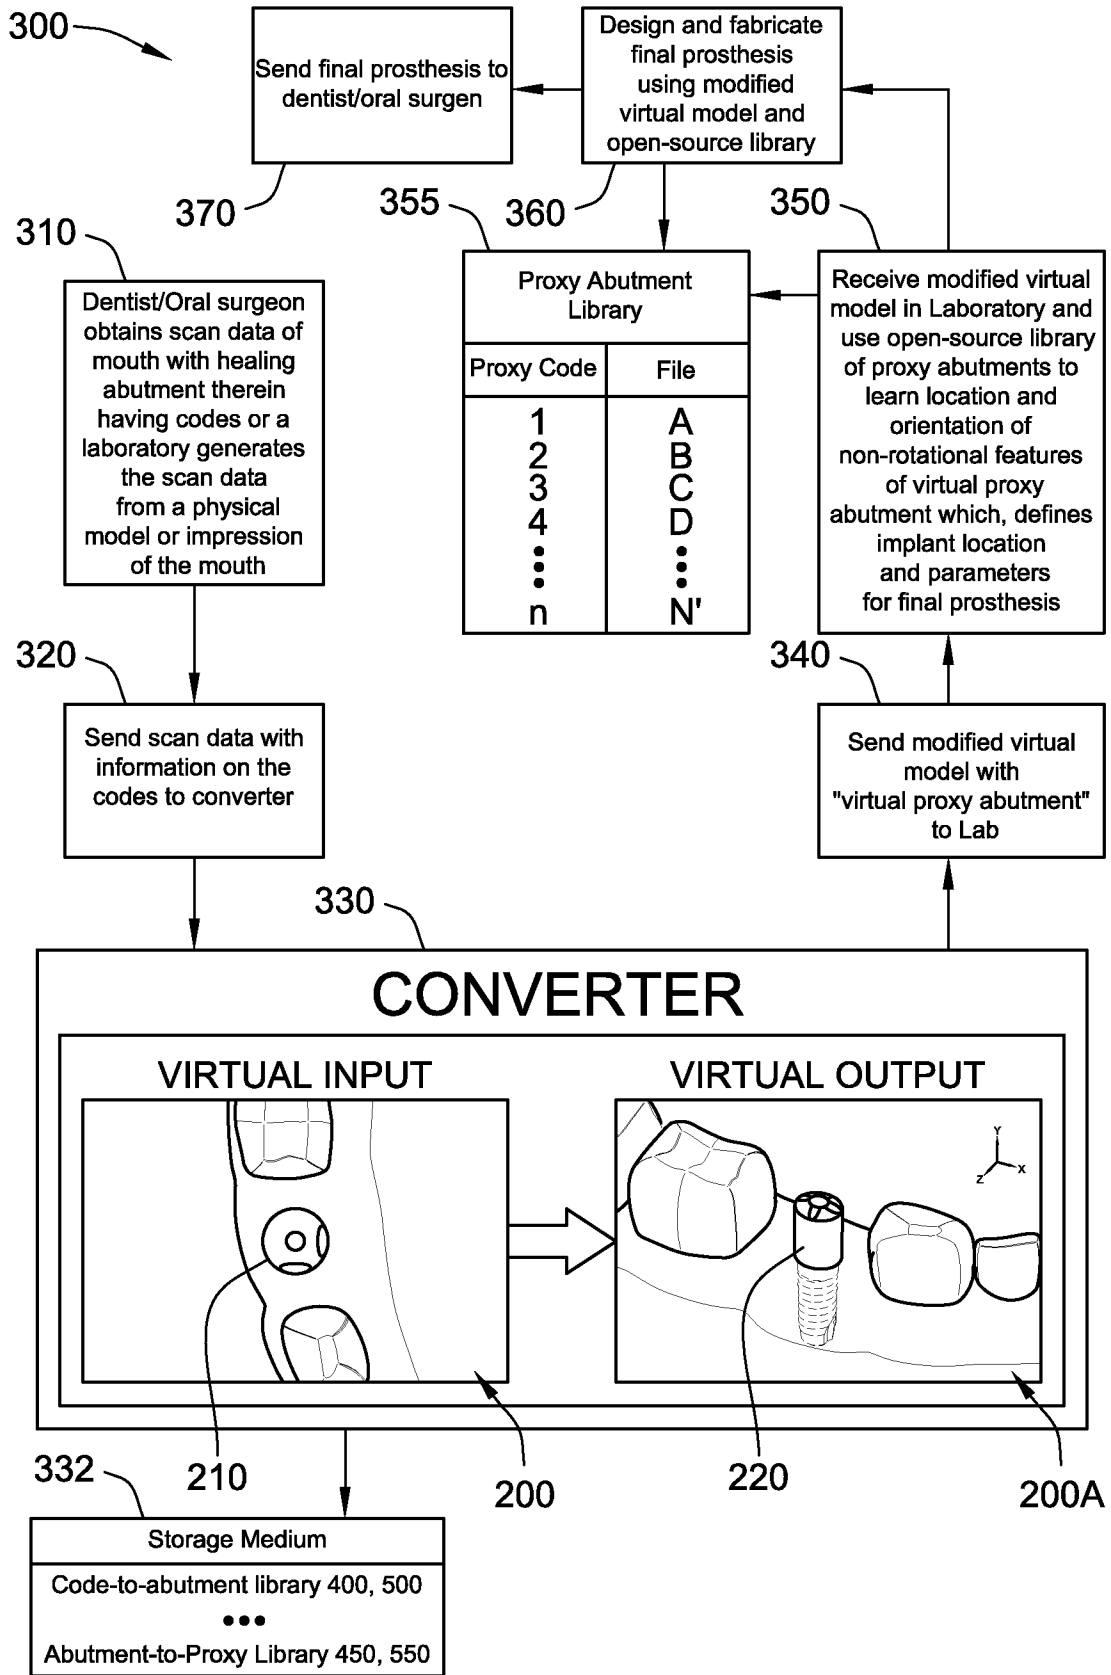 300
Send final prosthesis to
dentist/oral surgen
370
Design and fabricate
final prosthesis
using modified
virtual model and
open-source library
360
310
Dentist/Oral surgeon
obtains scan data of
mouth with healing
abutment therein
having codes or a
laboratory generates
the scan data
from a physical
model or impression
of the mouth
355
Proxy Abutment
Library
Proxy Code File
1 A
2 B
3 C
4 D
n N'
350
Receive modified virtual
model in Laboratory and
use open-source library
of proxy abutments to
learn location and
orientation of
non-rotational features
of virtual proxy
abutment which, defines
implant location
and parameters
for final prosthesis
320
Send scan data with
information on the
codes to converter
340
Send modified virtual
model with
"virtual proxy abutment"
to Lab
330
CONVERTER
VIRTUAL INPUT
VIRTUAL OUTPUT
Y
X
Z
210
200
220
200A
332
Storage Medium
Code-to-abutment library 400, 500
•••
Abutment-to-Proxy Library 450, 550